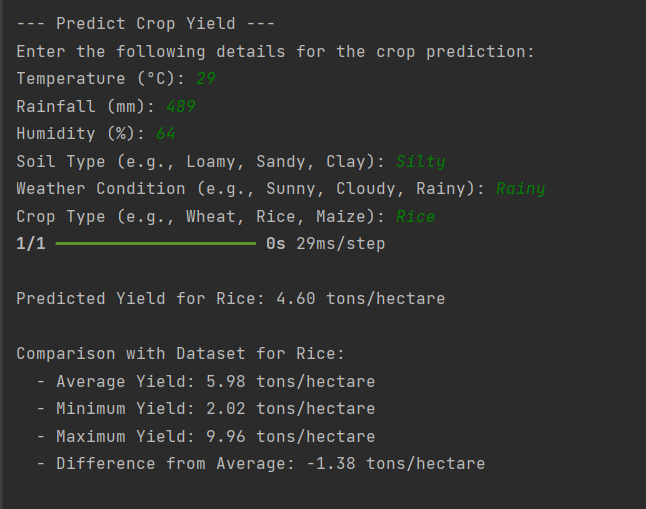 --- Predict Crop Yield ---
Enter the following details for the crop prediction:
Temperature (°C): 29
Rainfall (mm): 489
Humidity (%): 64
Soil Type (e.g., Loamy, Sandy, Clay): Silty
Weather Condition (e.g., Sunny, Cloudy, Rainy): Rainy
Crop Type (e.g., Wheat, Rice, Maize): Rice
1/1 ━━━━━━━━━━━━━━━━━━━━ 0s 29ms/step
Predicted Yield for Rice: 4.60 tons/hectare
Comparison with Dataset for Rice:
- Average Yield: 5.98 tons/hectare
- Minimum Yield: 2.02 tons/hectare
- Maximum Yield: 9.96 tons/hectare
- Difference from Average: -1.38 tons/hectare